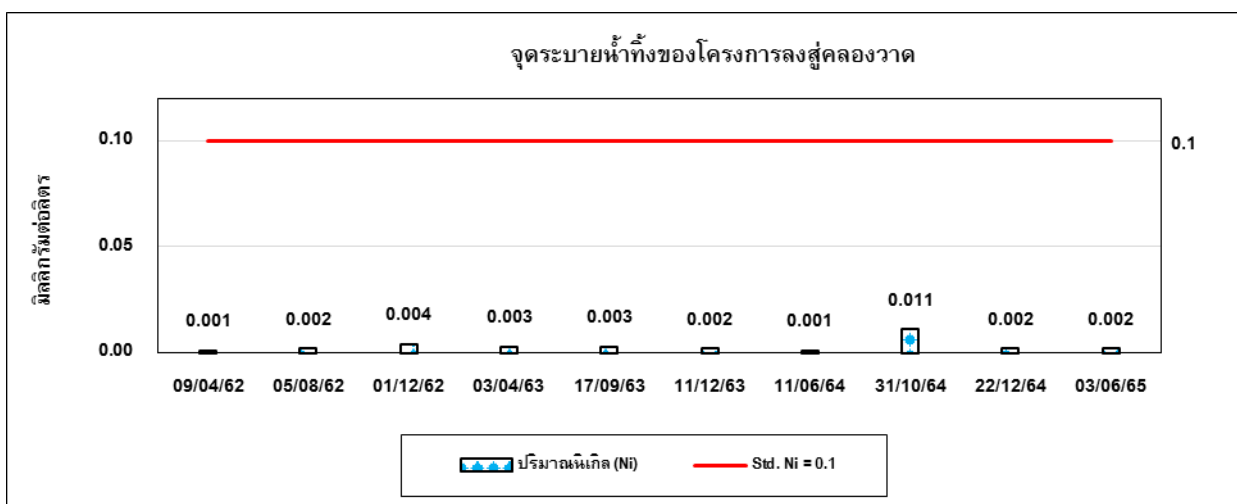 จุดระบายน้ำทิ้งของโครงการลงสู่คลองวาด
มิลลิกรัมต่อลิตร
0.10
0.05
0.00
0.1
0.001 0.002 0.004 0.003 0.003 0.002 0.001 0.011 0.002 0.002
09/04/62 05/08/62 01/12/62 03/04/63 17/09/63 11/12/63 11/06/64 31/10/64 22/12/64 03/06/65
ปริมาณนิเกิล (Ni) Std. Ni = 0.1